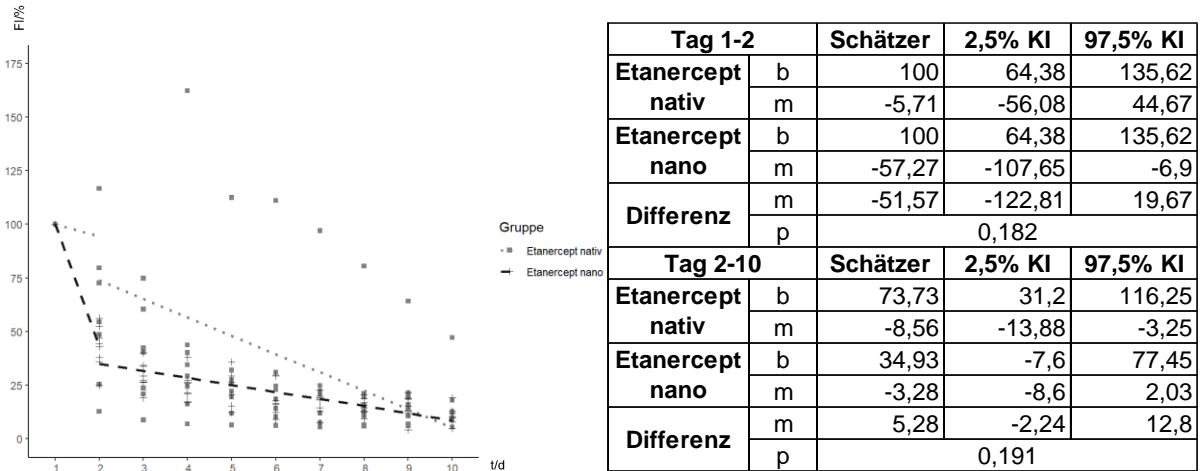 FI/%
175
150
125
100
75
50
25
0
1 2 3 4 5 6 7 8 9 10
t/d
Gruppe
Etanercept nativ
Etanercept nano
Tag 1-2 Schätzer 2,5% KI 97,5% KI
Etanercept nativ b 100 64,38 135,62
m -5,71 -56,08 44,67
Etanercept nano b 100 64,38 135,62
m -57,27 -107,65 -6,9
Differenz m -51,57 -122,81 19,67
p 0,182
Tag 2-10 Schätzer 2,5% KI 97,5% KI
Etanercept nativ b 73,73 31,2 116,25
m -8,56 -13,88 -3,25
Etanercept nano b 34,93 -7,6 77,45
m -3,28 -8,6 2,03
Differenz m 5,28 -2,24 12,8
p 0,191